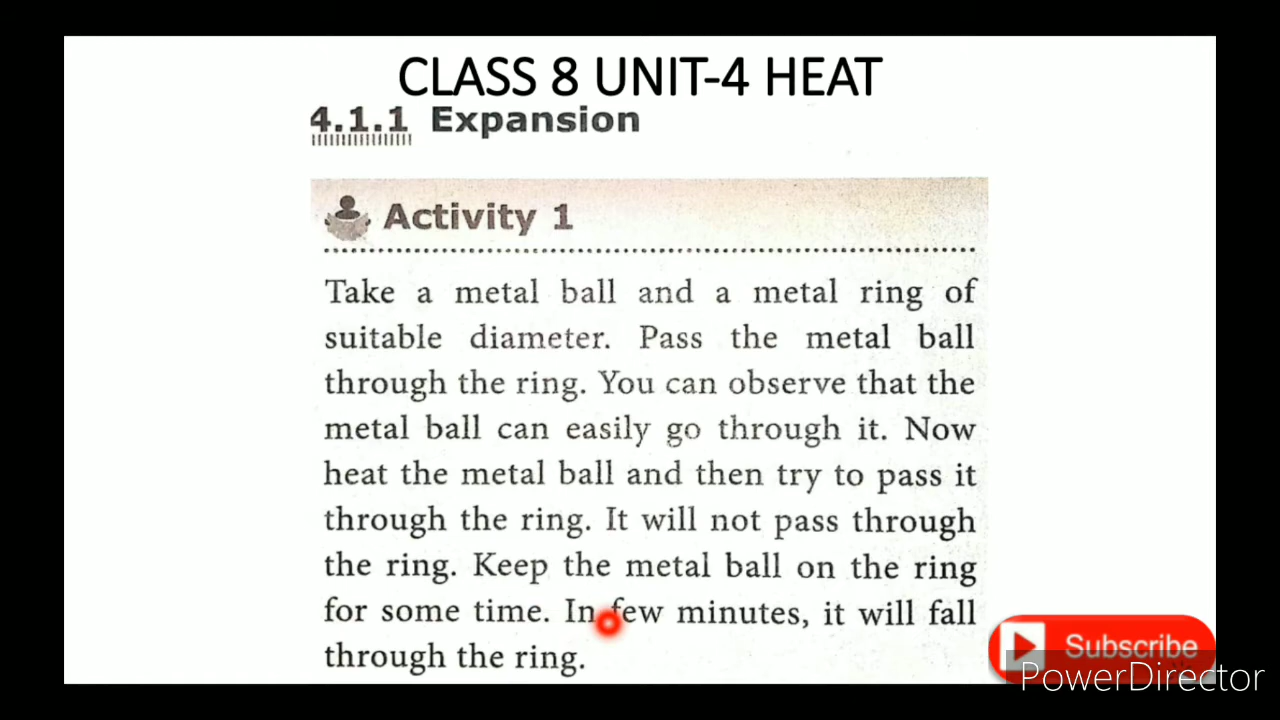 CLASS 8 UNIT-4 HEAT
4.1.1 Expansion
Activity 1
Take a metal ball and a metal ring of
suitable diameter. Pass the metal ball
through the ring. You can observe that the
metal ball can easily go through it. Now
heat the metal ball and then try to pass it
through the ring. It will not pass through
the ring. Keep the metal ball on the ring
for some time. In few minutes, it will fall
through the ring.
Subscribe
PowerDirector